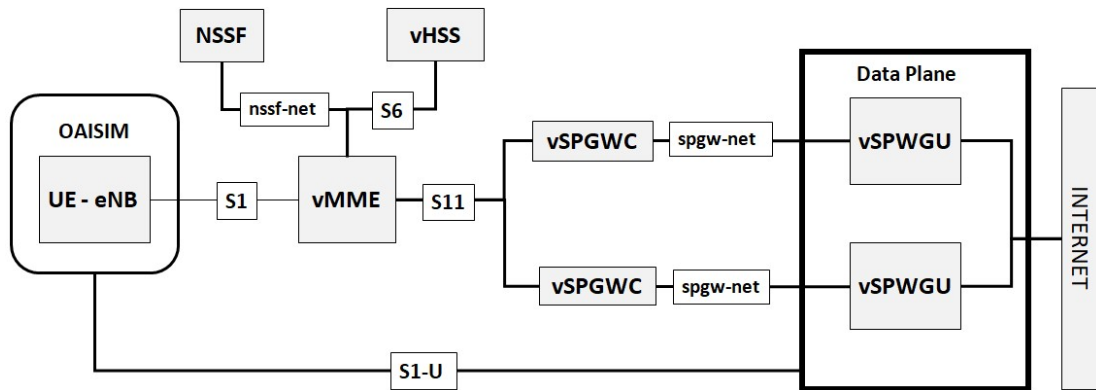 NSSF
vHSS
Data Plane
nssf-net
S6
OAISIM
vSPGWC
spgw-net
vSPWGU
UE - eNB
S1
vMME
S11
INTERNET
vSPGWC
spgw-net
vSPWGU
S1-U